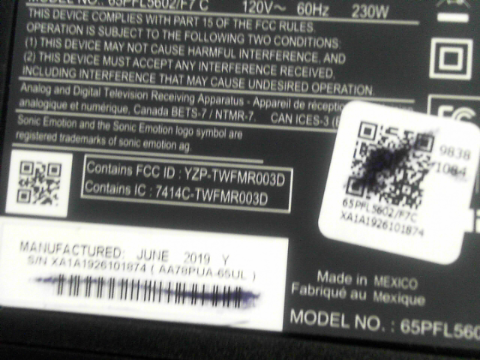 MODEL NO.: 65PFL5602/F7 C 120V~ 60Hz 230W
THIS DEVICE COMPLIES WITH PART 15 OF THE FCC RULES.
OPERATION IS SUBJECT TO THE FOLLOWING TWO CONDITIONS:
(1) THIS DEVICE MAY NOT CAUSE HARMFUL INTERFERENCE, AND
(2) THIS DEVICE MUST ACCEPT ANY INTERFERENCE RECEIVED,
INCLUDING INTERFERENCE THAT MAY CAUSE UNDESIRED OPERATION.
Analog and Digital Television Receiving Apparatus - Appareil de réception
analogique et numérique, Canada BETS-7 / NTMR-7. CAN ICES-3 (B
Sonic Emotion and the Sonic Emotion logo symbol are
registered trademarks of sonic emotion ag.
Contains FCC ID : YZP-TWFMR003D
Contains IC : 7414C-TWFMR003D
FC
9838
71084
65PFL5602/F7C
XA1A1926101874
MANUFACTURED: JUNE 2019 Y
S/N XA1A1926101874 ( AA78PUA-65UL )
Made in MEXICO
Fabriqué au Mexique
MODEL NO. : 65PFL560